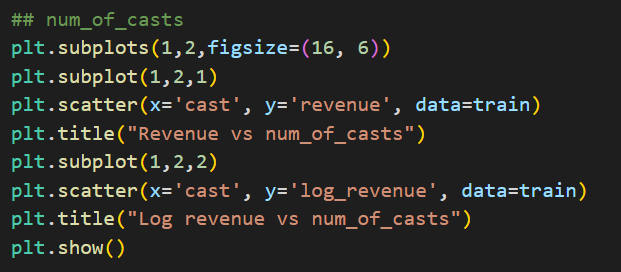 ## num_of_casts
plt.subplots(1,2,figsize=(16, 6))
plt.subplot(1,2,1)
plt.scatter(x='cast', y='revenue', data=train)
plt.title("Revenue vs num_of_casts")
plt.subplot(1,2,2)
plt.scatter(x='cast', y='log_revenue', data=train)
plt.title("Log revenue vs num_of_casts")
plt.show()